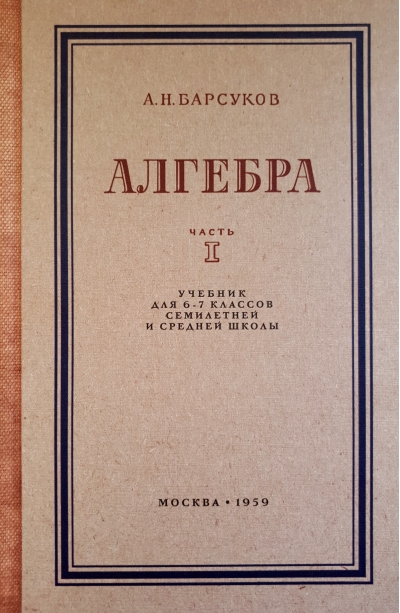 А.Н.БАРСУКОВ
АЛГЕБРА
ЧАСТЬ
I
УЧЕБНИК
ДЛЯ 6-7 КЛАССОВ
СЕМИЛЕТНЕЙ
И СРЕДНЕЙ ШКОЛЫ
МОСКВА • 1959